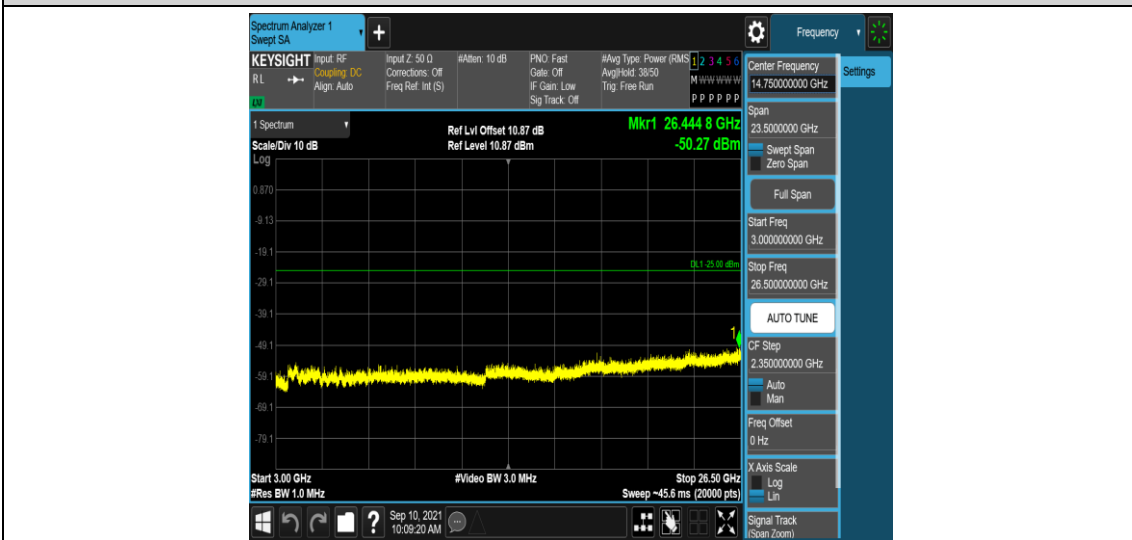 Spectrum Analyzer 1
Swept SA
+
Frequency
KEYSIGHT
RL
LW
Input: RF
Coupling: DC
Align: Auto
Input Z: 50 Ω
Corrections: Off
Freq Ref: Int (S)
#Atten: 10 dB
PNO: Fast
Gate: Off
IF Gain: Low
Sig Track: Off
#Avg Type: Power (RMS
Avg|Hold: 38/50
Trig: Free Run
1 2 3 4 5 6
M W W W W W
P P P P P P
1 Spectrum
Scale/Div 10 dB
Log
Ref Lvl Offset 10.87 dB
Ref Level 10.87 dBm
Mkr1 26.444 8 GHz
-50.27 dBm
0.870
-9.13
-19.1
DL1 -25.00 dBm
-29.1
-39.1
1
-49.1
-59.1
-69.1
-79.1
Start 3.00 GHz
#Res BW 1.0 MHz
#Video BW 3.0 MHz
Stop 26.50 GHz
Sweep ~45.6 ms (20000 pts)
?
Sep 10, 2021
10:09:20 AM
Center Frequency
14.750000000 GHz
Settings
Span
23.5000000 GHz
Swept Span
Zero Span
Full Span
Start Freq
3.000000000 GHz
Stop Freq
26.500000000 GHz
AUTO TUNE
CF Step
2.350000000 GHz
Auto
Man
Freq Offset
0 Hz
X Axis Scale
Log
Lin
Signal Track
(Span Zoom)